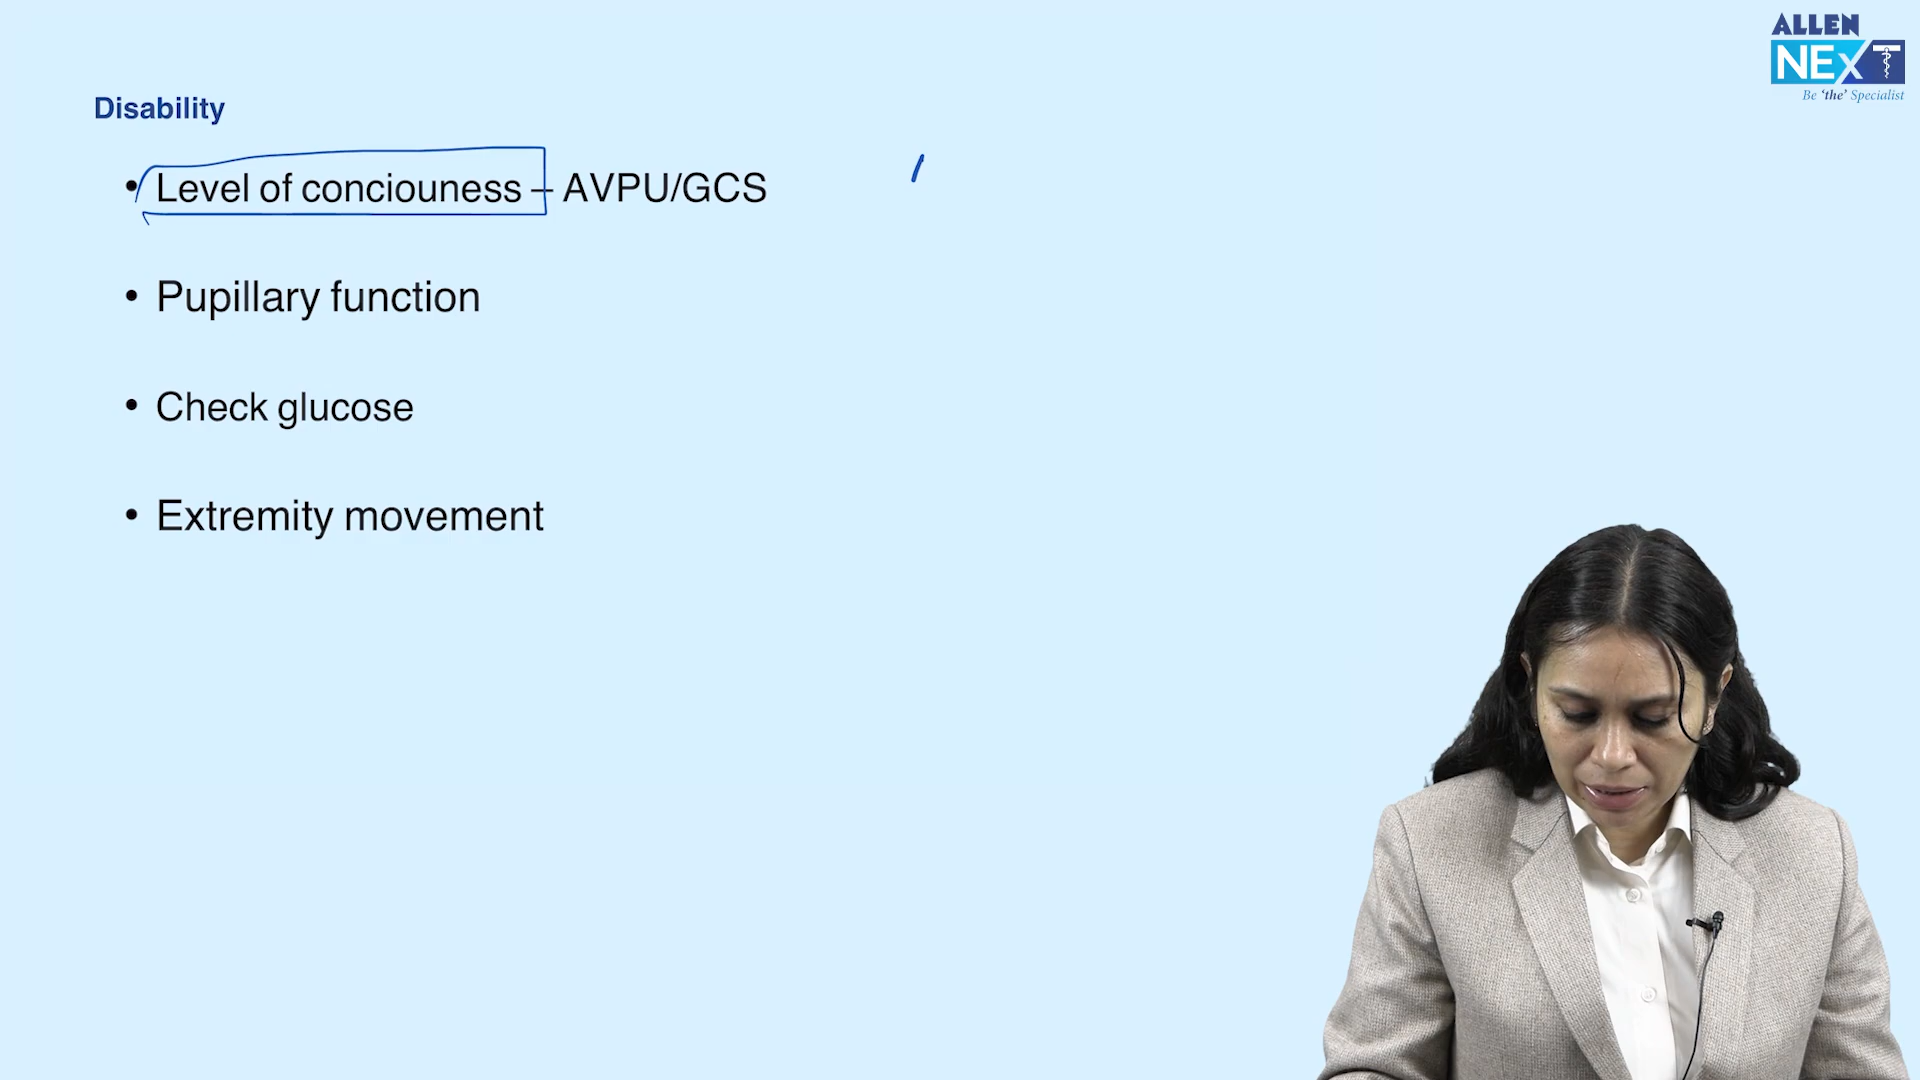 ALLEN
NEXT
Be 'the' Specialist
Disability
• Level of conciouness – AVPU/GCS
• Pupillary function
• Check glucose
• Extremity movement